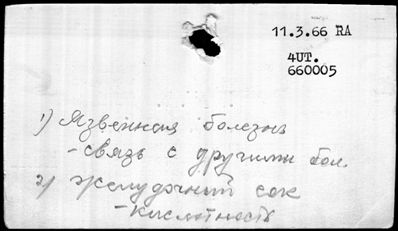 11.3.66 RA
4UT.
660005
1) Язвенная болезнь
- связь с другими бол.
2) Желудочный сок
- кислотность